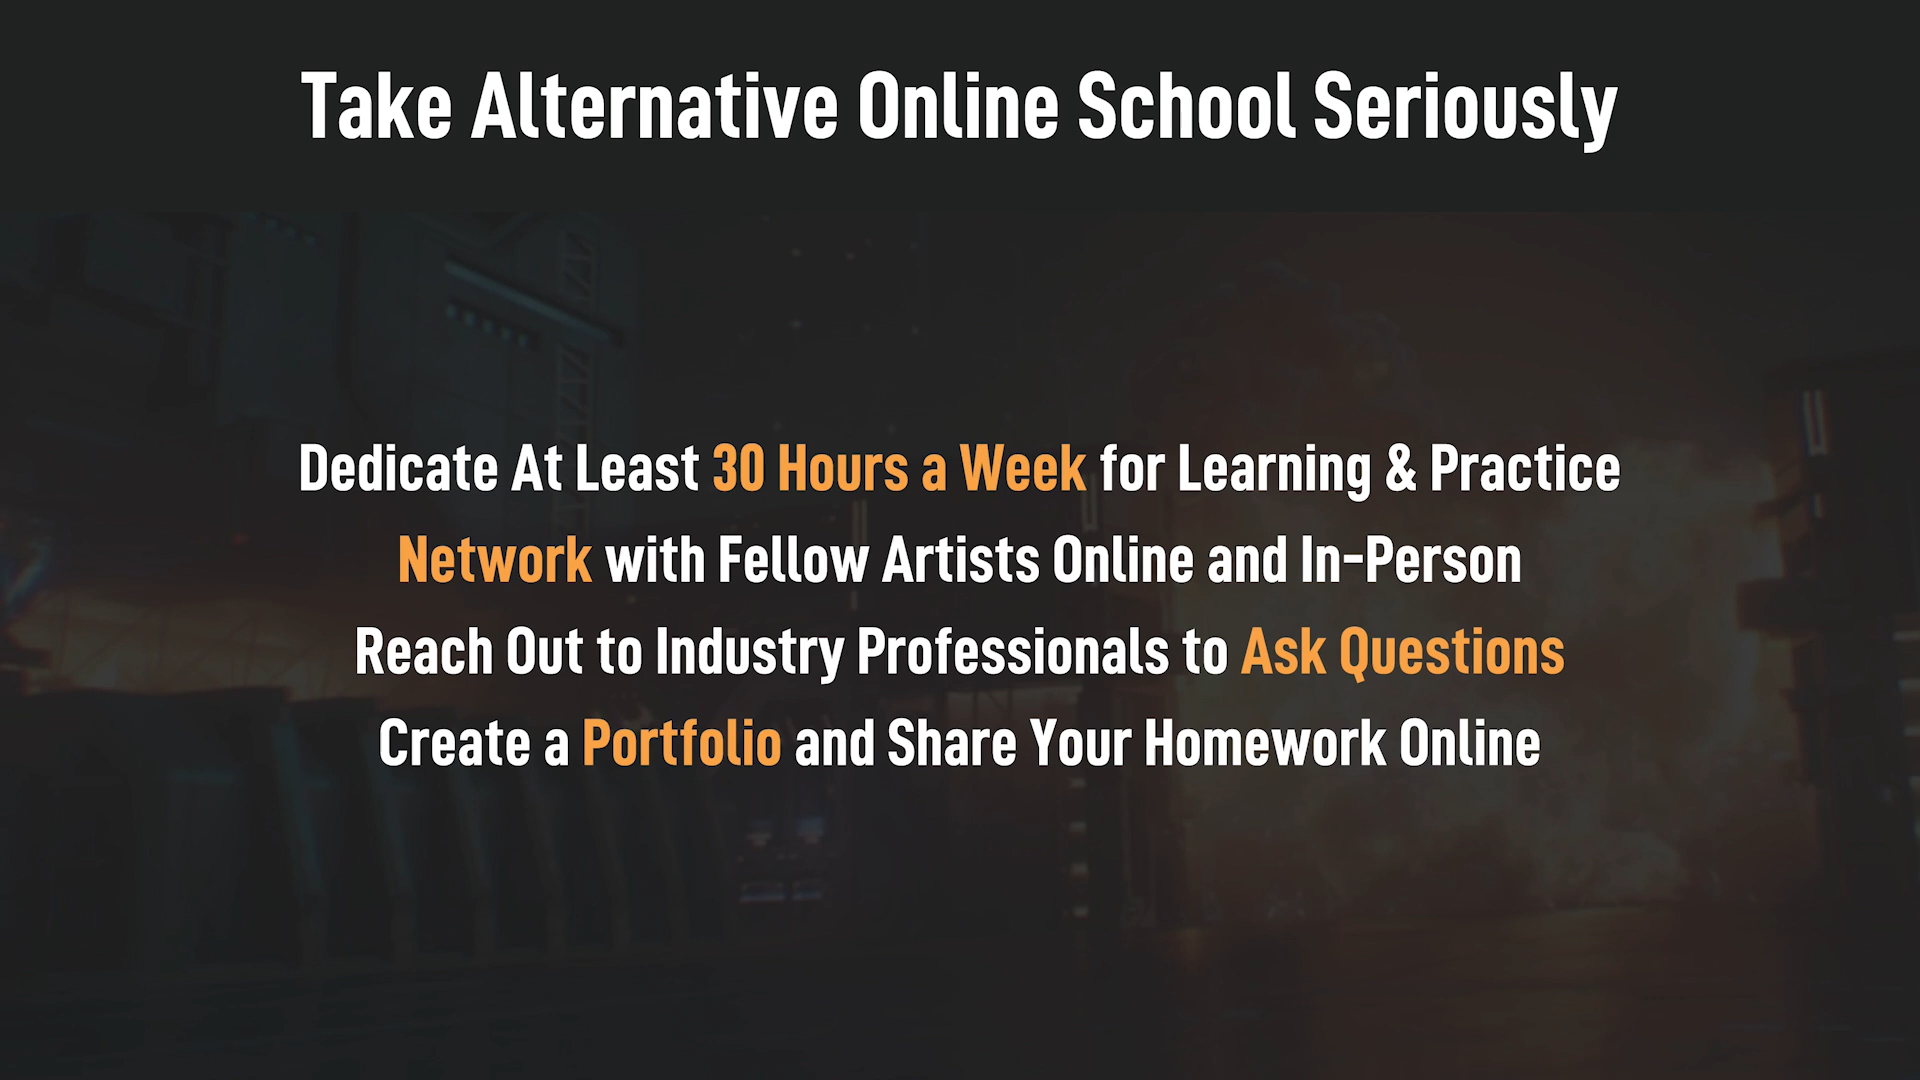 Take Alternative Online School Seriously
Dedicate At Least 30 Hours a Week for Learning & Practice
Network with Fellow Artists Online and In-Person
Reach Out to Industry Professionals to Ask Questions
Create a Portfolio and Share Your Homework Online